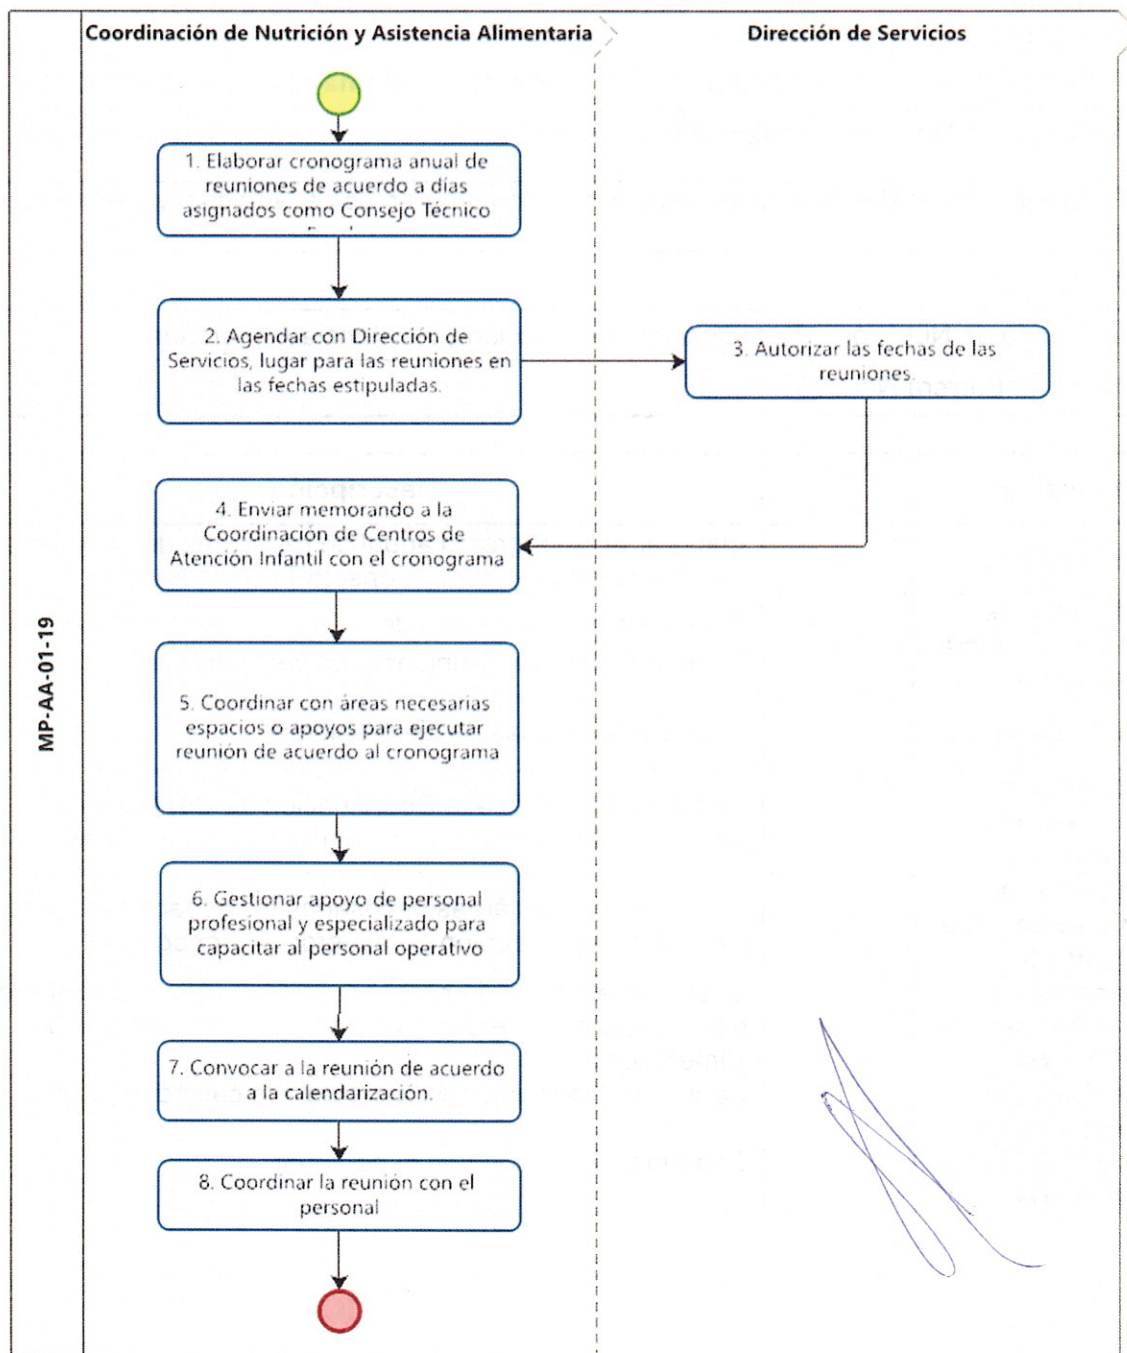 Coordinación de Nutrición y Asistencia Alimentaria
Dirección de Servicios
MP-AA-01-19
1. Elaborar cronograma anual de
reuniones de acuerdo a días
asignados como Consejo Técnico
2. Agendar con Dirección de
Servicios, lugar para las reuniones en
las fechas estipuladas.
3. Autorizar las fechas de las
reuniones.
4. Enviar memorando a la
Coordinación de Centros de
Atención Infantil con el cronograma
5. Coordinar con áreas necesarias
espacios o apoyos para ejecutar
reunión de acuerdo al cronograma
6. Gestionar apoyo de personal
profesional y especializado para
capacitar al personal operativo
7. Convocar a la reunión de acuerdo
a la calendarización.
8. Coordinar la reunión con el
personal